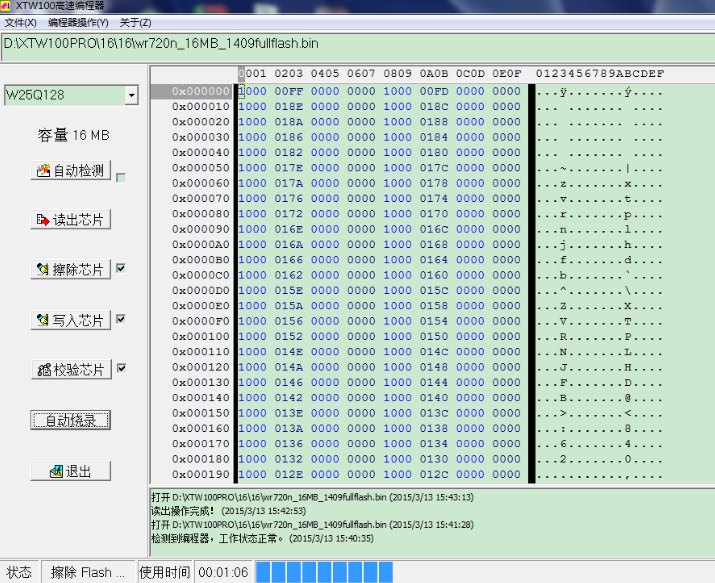 XTW100高速编程器
文件(X) 编程器操作(Y) 关于(Z)
D:\XTW100PRO\16\16\wr720n_16MB_1409fullflash.bin
W25Q128
容量 16 MB
自动检测
读出芯片
擦除芯片
写入芯片
校验芯片
自动烧录
退出
0001 0203 0405 0607 0809 0A0B 0C0D 0E0F 0123456789ABCDEF
0x000000 1000 00FF 0000 0000 1000 00FD 0000 0000 ...ÿ.......ý....
0x000010 1000 018E 0000 0000 1000 018C 0000 0000 ... ....... ....
0x000020 1000 018A 0000 0000 1000 0188 0000 0000 ... ....... ....
0x000030 1000 0186 0000 0000 1000 0184 0000 0000 ... ....... ....
0x000040 1000 0182 0000 0000 1000 0180 0000 0000 ... ....... ....
0x000050 1000 017E 0000 0000 1000 017C 0000 0000 ...~.......|....
0x000060 1000 017A 0000 0000 1000 0178 0000 0000 ...z.......x....
0x000070 1000 0176 0000 0000 1000 0174 0000 0000 ...v.......t....
0x000080 1000 0172 0000 0000 1000 0170 0000 0000 ...r.......p....
0x000090 1000 016E 0000 0000 1000 016C 0000 0000 ...n.......l....
0x0000A0 1000 016A 0000 0000 1000 0168 0000 0000 ...j.......h....
0x0000B0 1000 0166 0000 0000 1000 0164 0000 0000 ...f.......d....
0x0000C0 1000 0162 0000 0000 1000 0160 0000 0000 ...b.......`....
0x0000D0 1000 015E 0000 0000 1000 015C 0000 0000 ...^.......\....
0x0000E0 1000 015A 0000 0000 1000 0158 0000 0000 ...Z.......X....
0x0000F0 1000 0156 0000 0000 1000 0154 0000 0000 ...V.......T....
0x000100 1000 0152 0000 0000 1000 0150 0000 0000 ...R.......P....
0x000110 1000 014E 0000 0000 1000 014C 0000 0000 ...N.......L....
0x000120 1000 014A 0000 0000 1000 0148 0000 0000 ...J.......H....
0x000130 1000 0146 0000 0000 1000 0144 0000 0000 ...F.......D....
0x000140 1000 0142 0000 0000 1000 0140 0000 0000 ...B.......@....
0x000150 1000 013E 0000 0000 1000 013C 0000 0000 ...>.......<....
0x000160 1000 013A 0000 0000 1000 0138 0000 0000 ...:.......8....
0x000170 1000 0136 0000 0000 1000 0134 0000 0000 ...6.......4....
0x000180 1000 0132 0000 0000 1000 0130 0000 0000 ...2.......0....
0x000190 1000 012E 0000 0000 1000 012C 0000 0000 ...........,....
打开 D:\XTW100PRO\16\16\wr720n_16MB_1409fullflash.bin (2015/3/13 15:43:13)
读出操作完成！ (2015/3/13 15:42:53)
打开 D:\XTW100PRO\16\16\wr720n_16MB_1409fullflash.bin (2015/3/13 15:41:28)
检测到编程器，工作状态正常。 (2015/3/13 15:40:35)
状态 擦除 Flash ... 使用时间 00:01:06